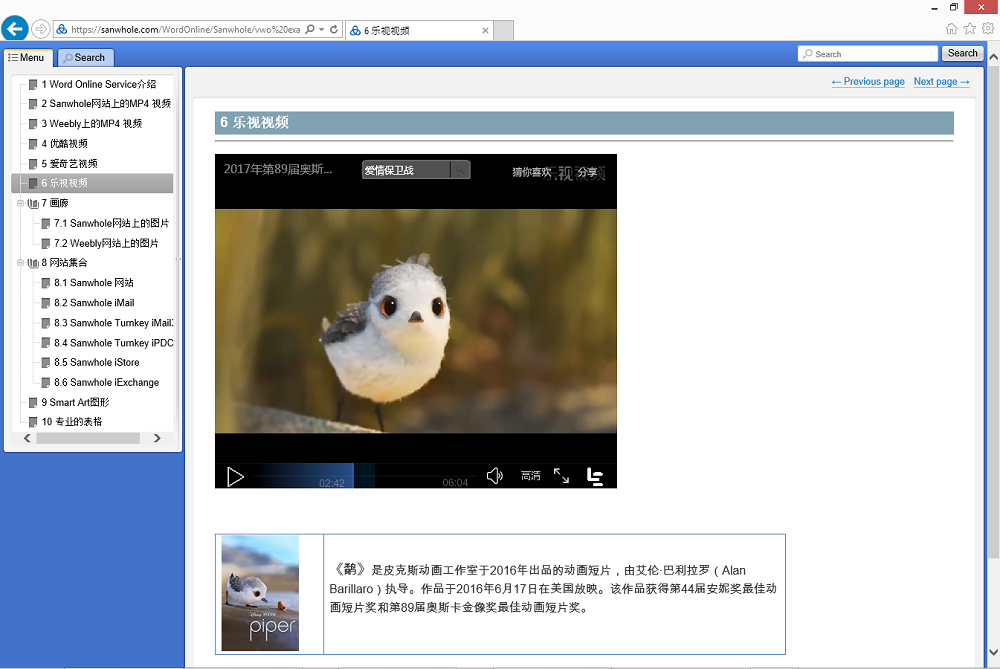 https://sanwhole.com/WordOnline/Sanwhole/vwo%20exa
6 乐视视频
Menu
Search
Search
Search
← Previous page
Next page →
1 Word Online Service介绍
2 Sanwhole网站上的MP4 视频
3 Weebly上的MP4 视频
4 优酷视频
5 爱奇艺视频
6 乐视视频
7 画廊
7.1 Sanwhole网站上的图片
7.2 Weebly网站上的图片
8 网站集合
8.1 Sanwhole 网站
8.2 Sanwhole iMail
8.3 Sanwhole Turnkey iMail
8.4 Sanwhole Turnkey iPDC
8.5 Sanwhole iStore
8.6 Sanwhole iExchange
9 Smart Art图形
10 专业的表格
6 乐视视频
2017年第89届奥斯...
爱情保卫战
猜你喜欢
乐视视频
分享
02:42
06:04
高清
DISNEY · PIXAR
piper
《鹬》是皮克斯动画工作室于2016年出品的动画短片，由艾伦·巴利拉罗（Alan
Barillaro）执导。作品于2016年6月17日在美国放映。该作品获得第44届安妮奖最佳动
画短片奖和第89届奥斯卡金像奖最佳动画短片奖。